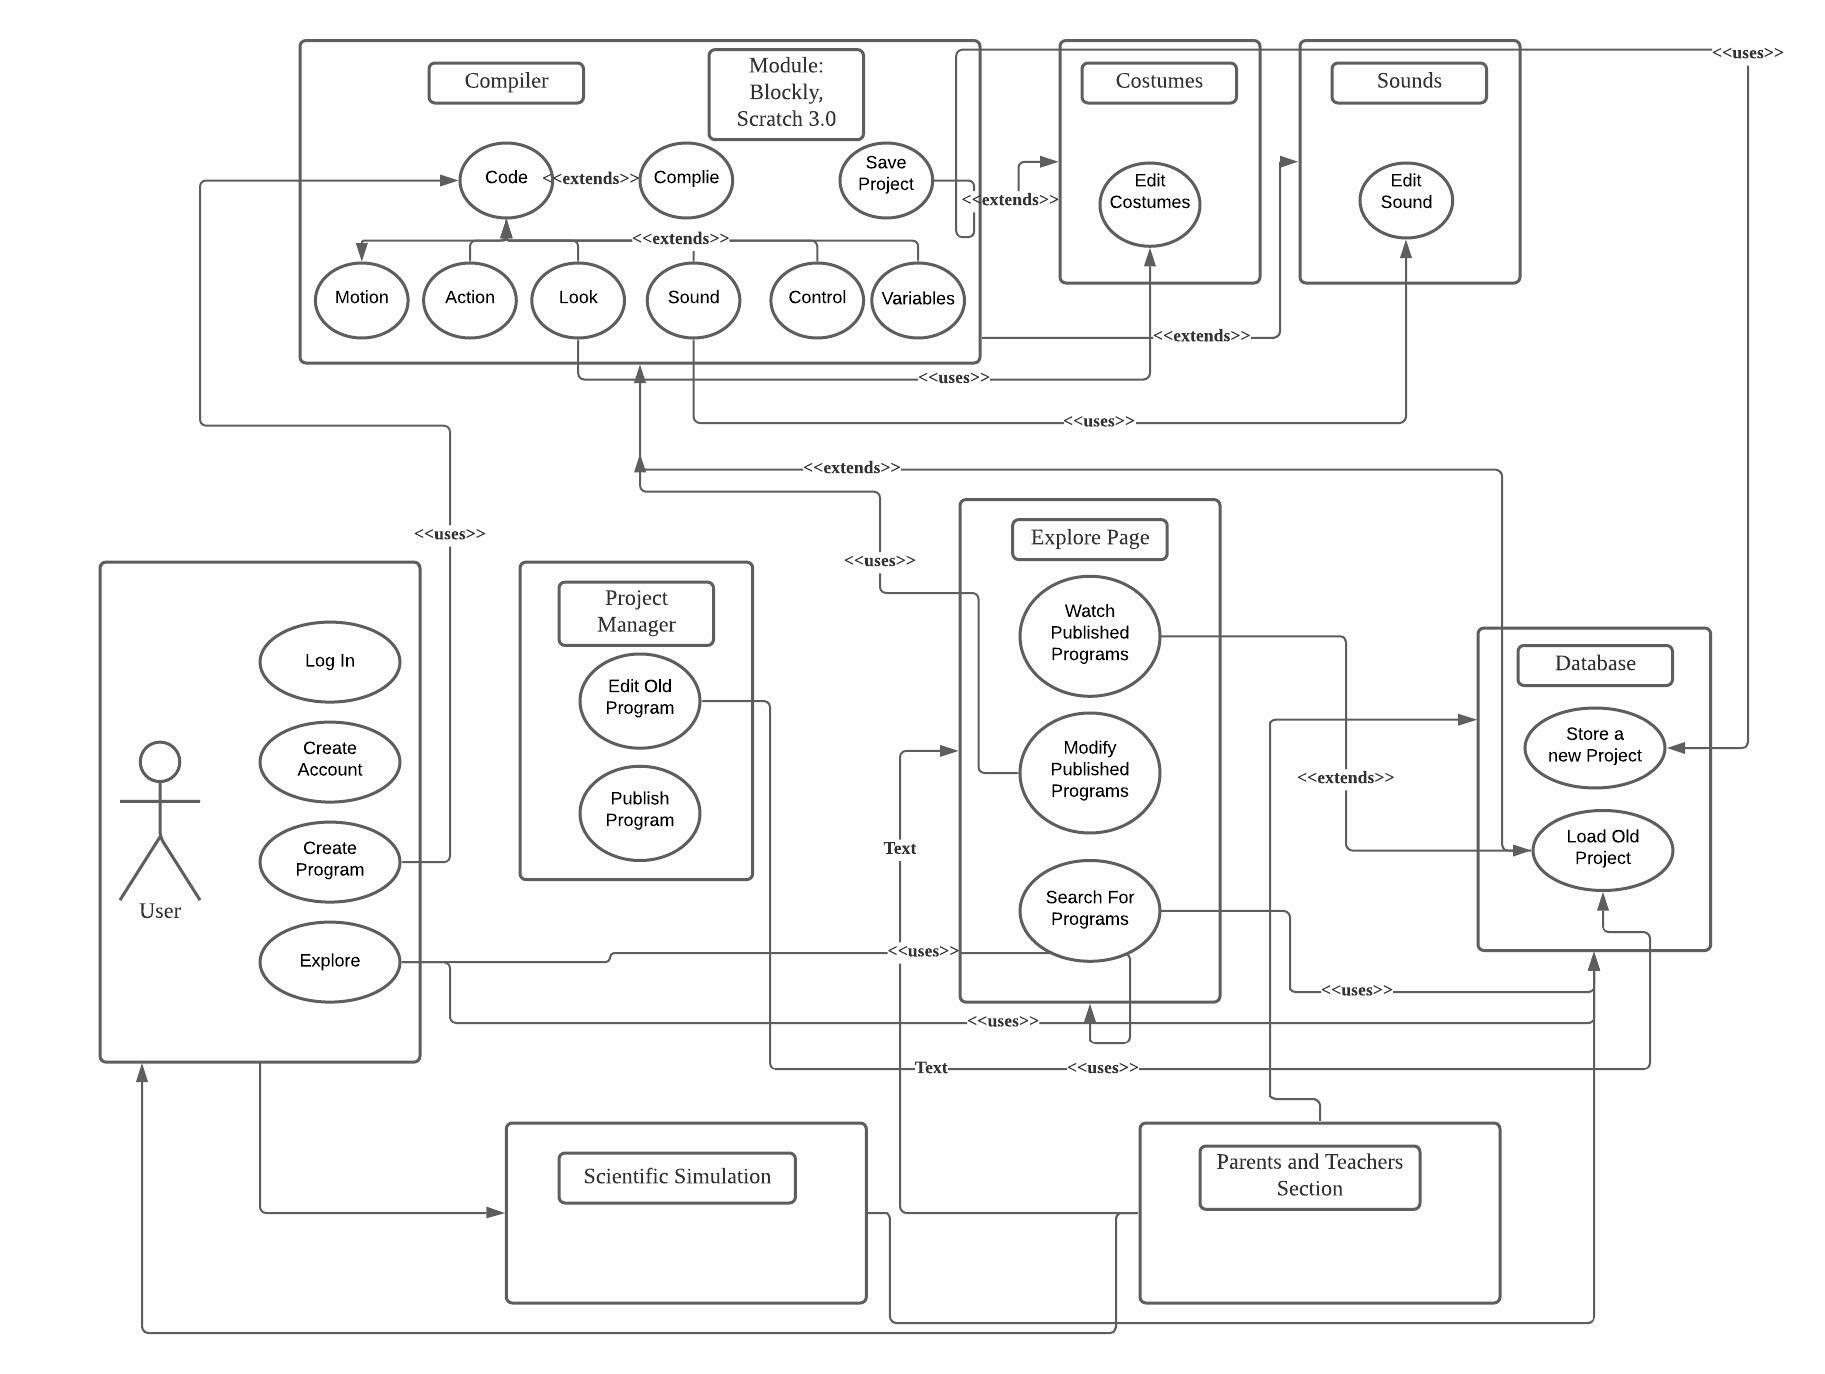 <<uses>>
Compiler
Module:
Blockly,
Scratch 3.0
Costumes
Sounds
Code
<<extends>>
Complie
Save
Project
<<extends>>
Edit
Costumes
Edit
Sound
<<extends>>
Motion
Action
Look
Sound
Control
Variables
<<extends>>
<<uses>>
<<uses>>
<<extends>>
<<uses>>
<<uses>>
Explore Page
Project
Manager
Watch
Published
Programs
Log In
Database
Edit Old
Program
Store a
new Project
Create
Account
Modify
Published
Programs
<<extends>>
Publish
Program
Text
Load Old
Project
Create
Program
User
Search For
Programs
Explore
<<uses>>
<<uses>>
<<uses>>
Text
<<uses>>
Scientific Simulation
Parents and Teachers
Section